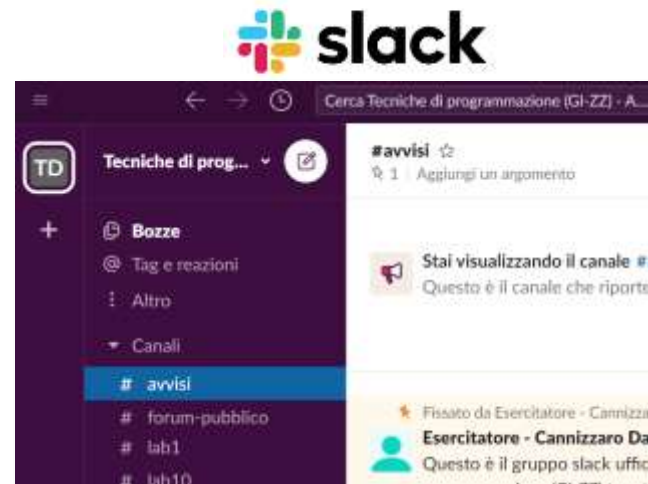 slack
Cerca Tecniche di programmazione (GI-ZZ) - A...
TD
Tecniche di prog...
#avvisi
1 Aggiungi un argomento
Bozze
@ Tag e reazioni
Altro
Canali
# avvisi
# forum-pubblico
# lab1
# lab10
Stai visualizzando il canale #
Questo è il canale che riporte
Fissato da Esercitatore - Cannizza
Esercitatore - Cannizzaro Da
Questo è il gruppo slack uffic